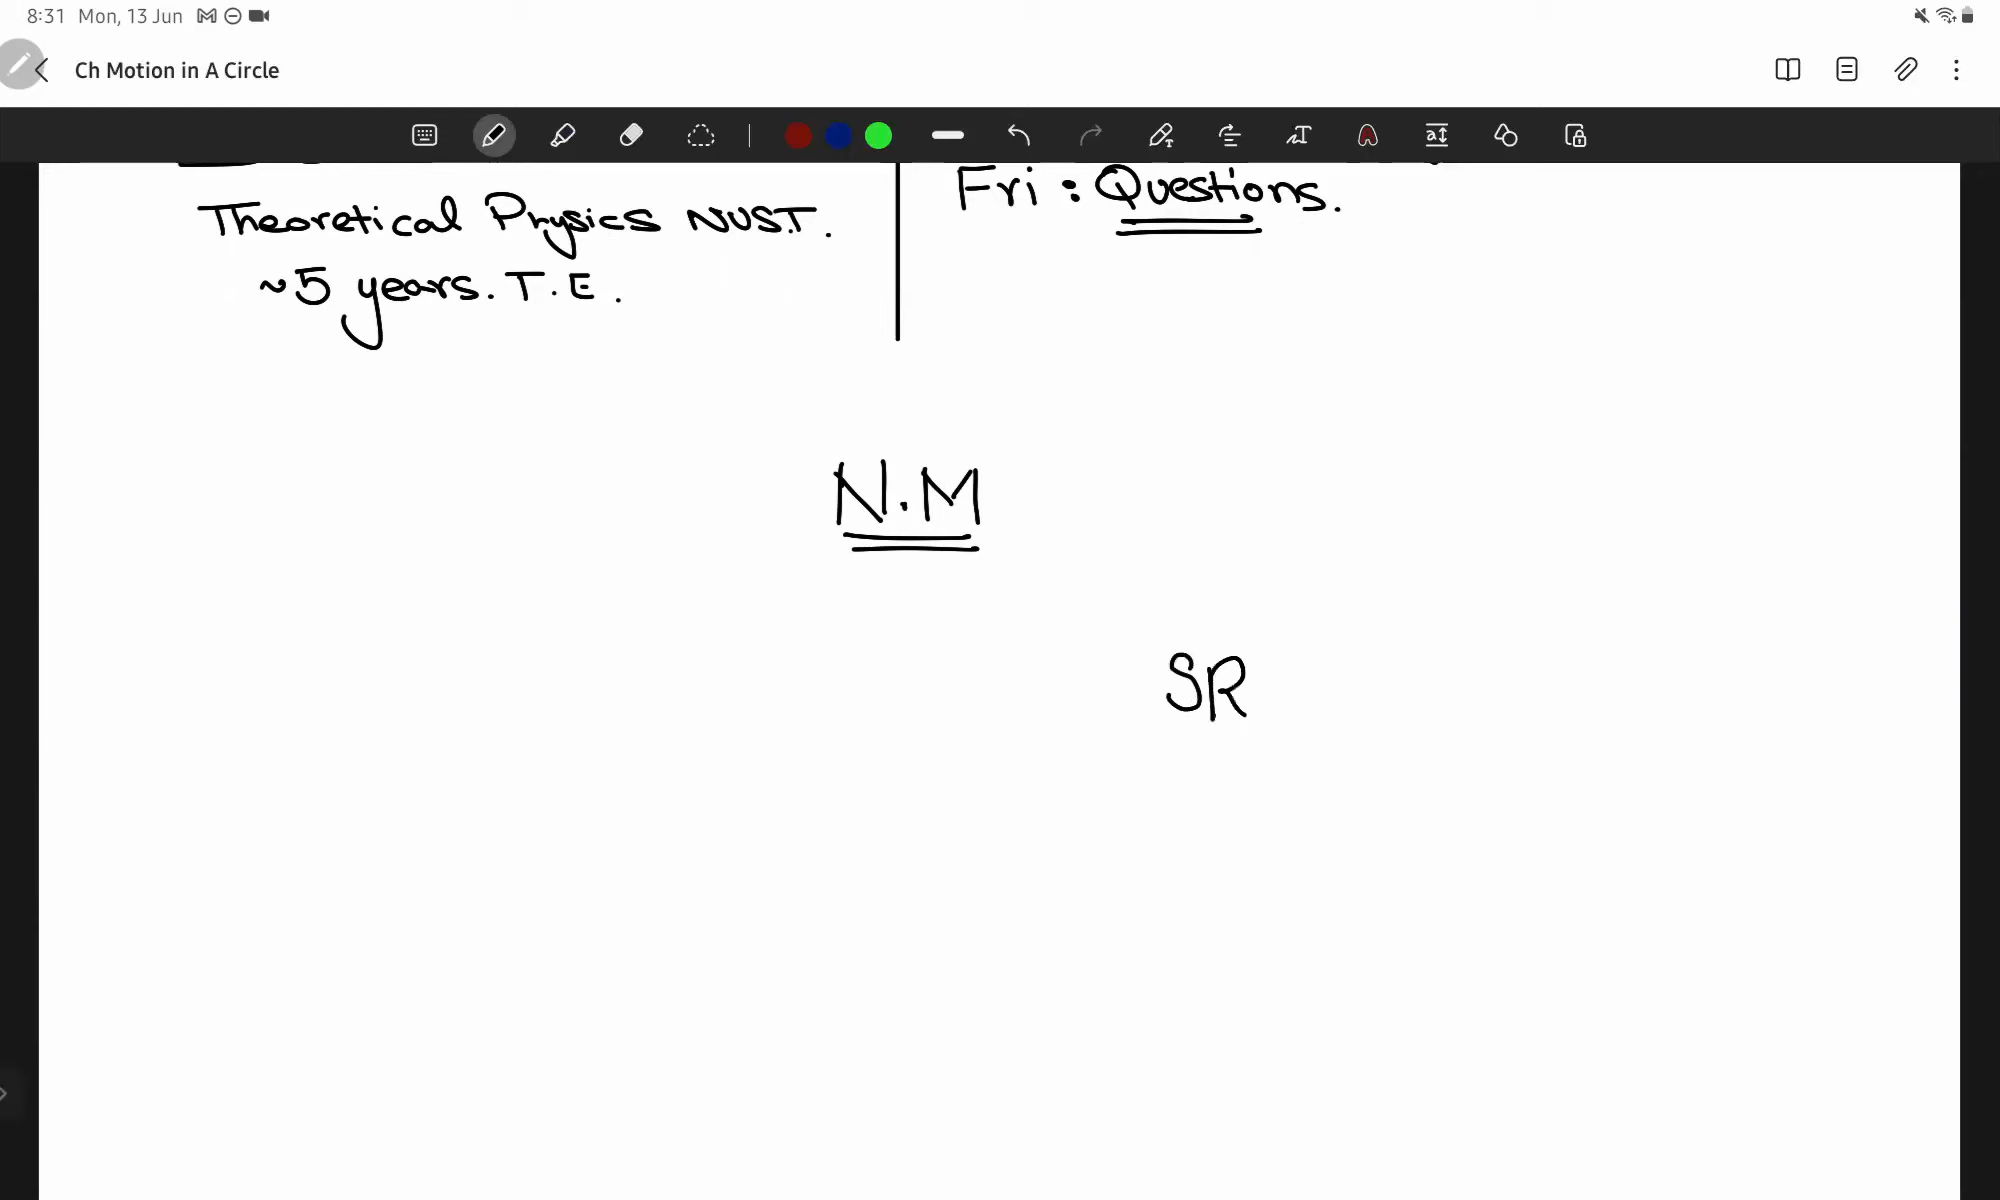 8:31 Mon, 13 Jun
Ch Motion in A Circle
Theoretical Physics NUST.
~5 years. T.E.
Fri : Questions.
N.M
SR